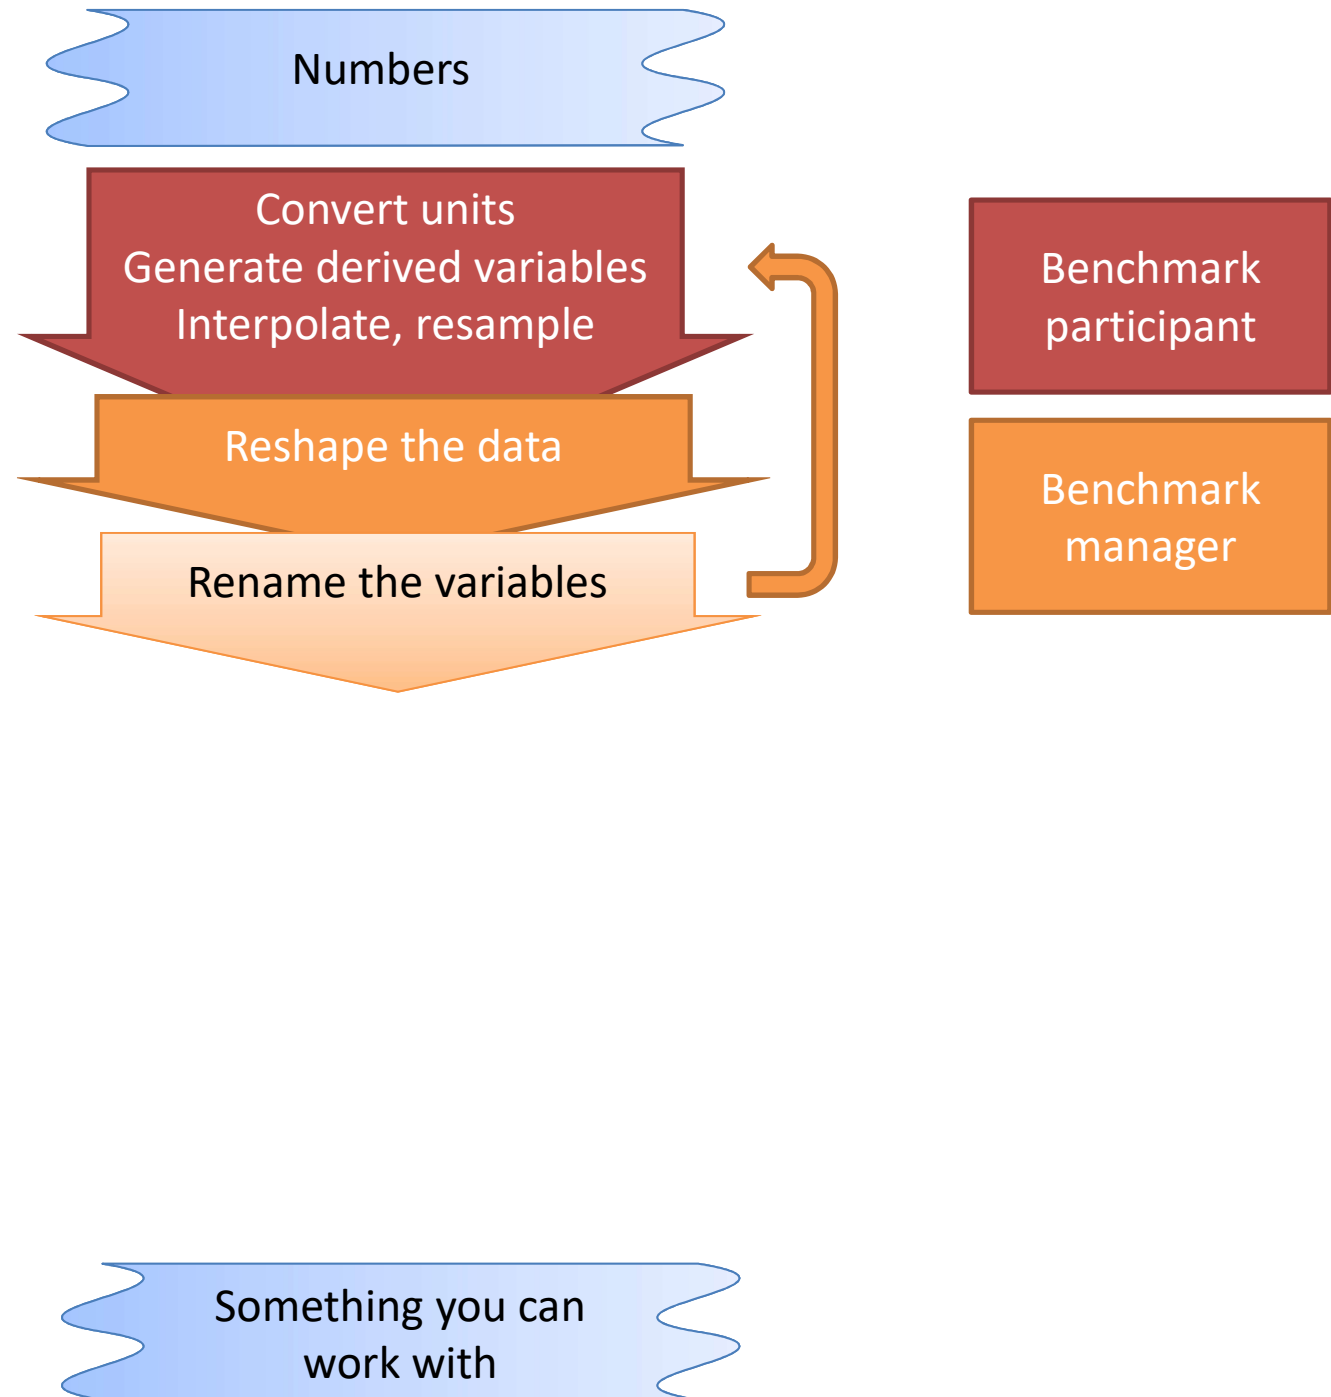 Numbers
Convert units
Generate derived variables
Interpolate, resample
Reshape the data
Rename the variables
Benchmark
participant
Benchmark
manager
Something you can
work with